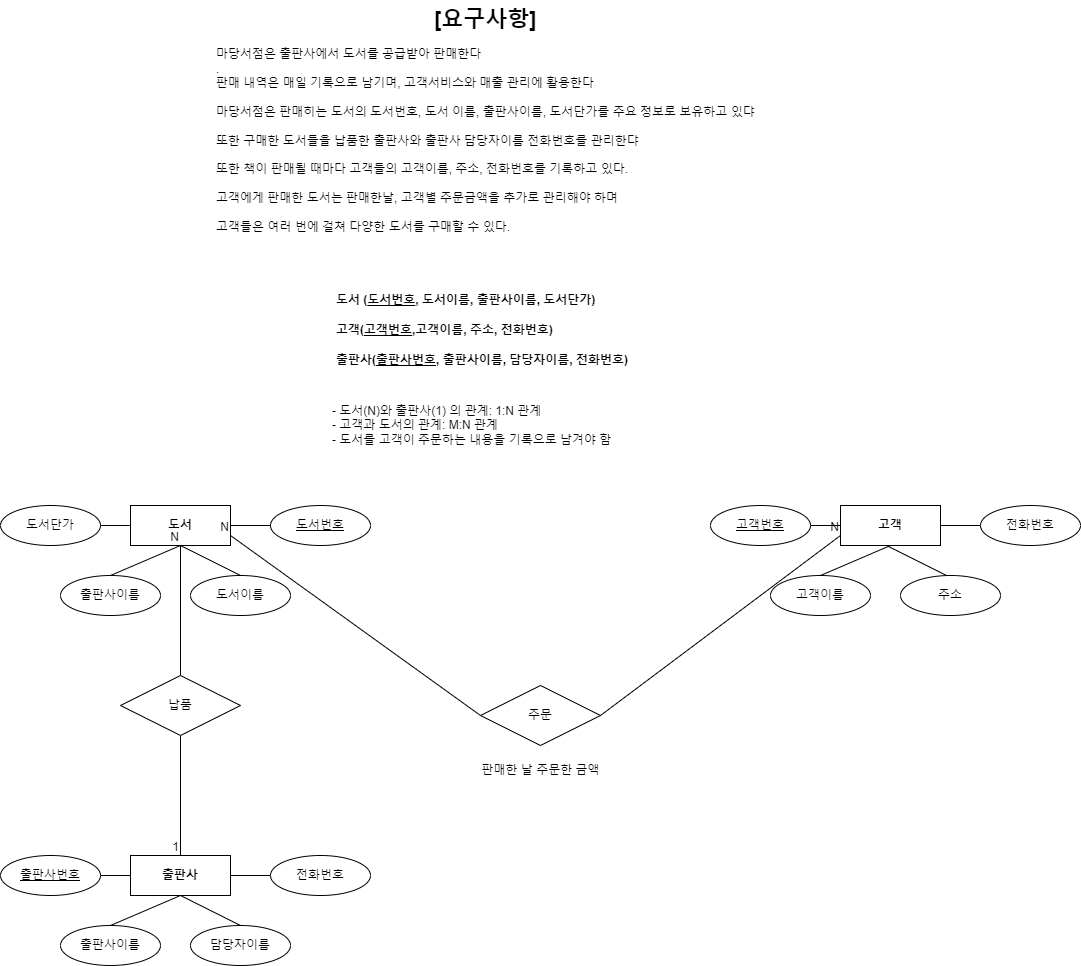 [요구사항]
마당서점은 출판사에서 도서를 공급받아 판매한다
.
판매 내역은 매일 기록으로 남기며, 고객서비스와 매출 관리에 활용한다
마당서점은 판매히는 도서의 도서번호, 도서 이름, 출판사이름, 도서단가를 주요 정보로 보유하고 있댜
또한 구매한 도서들을 납품한 출판사와 출판사 담당자이름 전화번호를 관리한댜
또한 책이 판매될 때마다 고객들의 고객이름, 주소, 전화번호를 기록하고 있다.
고객에게 판매한 도서는 판매한날, 고객별 주문금액을 추가로 관리해야 하며
고객들은 여러 번에 걸쳐 다양한 도서를 구매할 수 있다.
도서 (도서번호, 도서이름, 출판사이름, 도서단가)
고객(고객번호,고객이름, 주소, 전화번호)
출판사(출판사번호, 출판사이름, 담당자이름, 전화번호)
- 도서(N)와 출판사(1) 의 관계: 1:N 관계
- 고객과 도서의 관계: M:N 관계
- 도서를 고객이 주문하는 내용을 기록으로 남겨야 함
도서단가 도서 N 도서번호 고객번호 N 고객 전화번호
N
출판사이름 도서이름 고객이름 주소
납품
주문
판매한 날 주문한 금액
1
출판사번호 출판사 전화번호
출판사이름 담당자이름